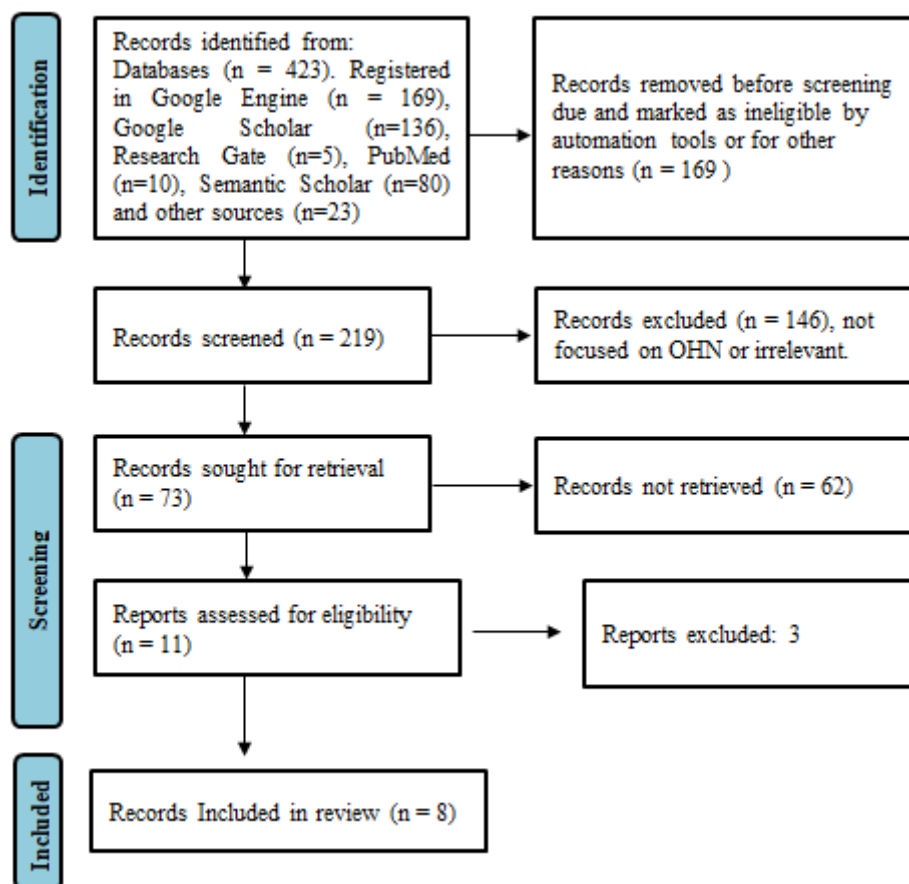 Identification
Records identified from:
Databases (n = 423). Registered
in Google Engine (n = 169),
Google Scholar (n=136),
Research Gate (n=5), PubMed
(n=10), Semantic Scholar (n=80)
and other sources (n=23)
Records removed before screening
due and marked as ineligible by
automation tools or for other
reasons (n = 169 )
Records screened (n = 219)
Records excluded (n = 146), not
focused on OHN or irrelevant.
Screening
Records sought for retrieval
(n = 73)
Records not retrieved (n = 62)
Reports assessed for eligibility
(n = 11)
Reports excluded: 3
Included
Records Included in review (n = 8)